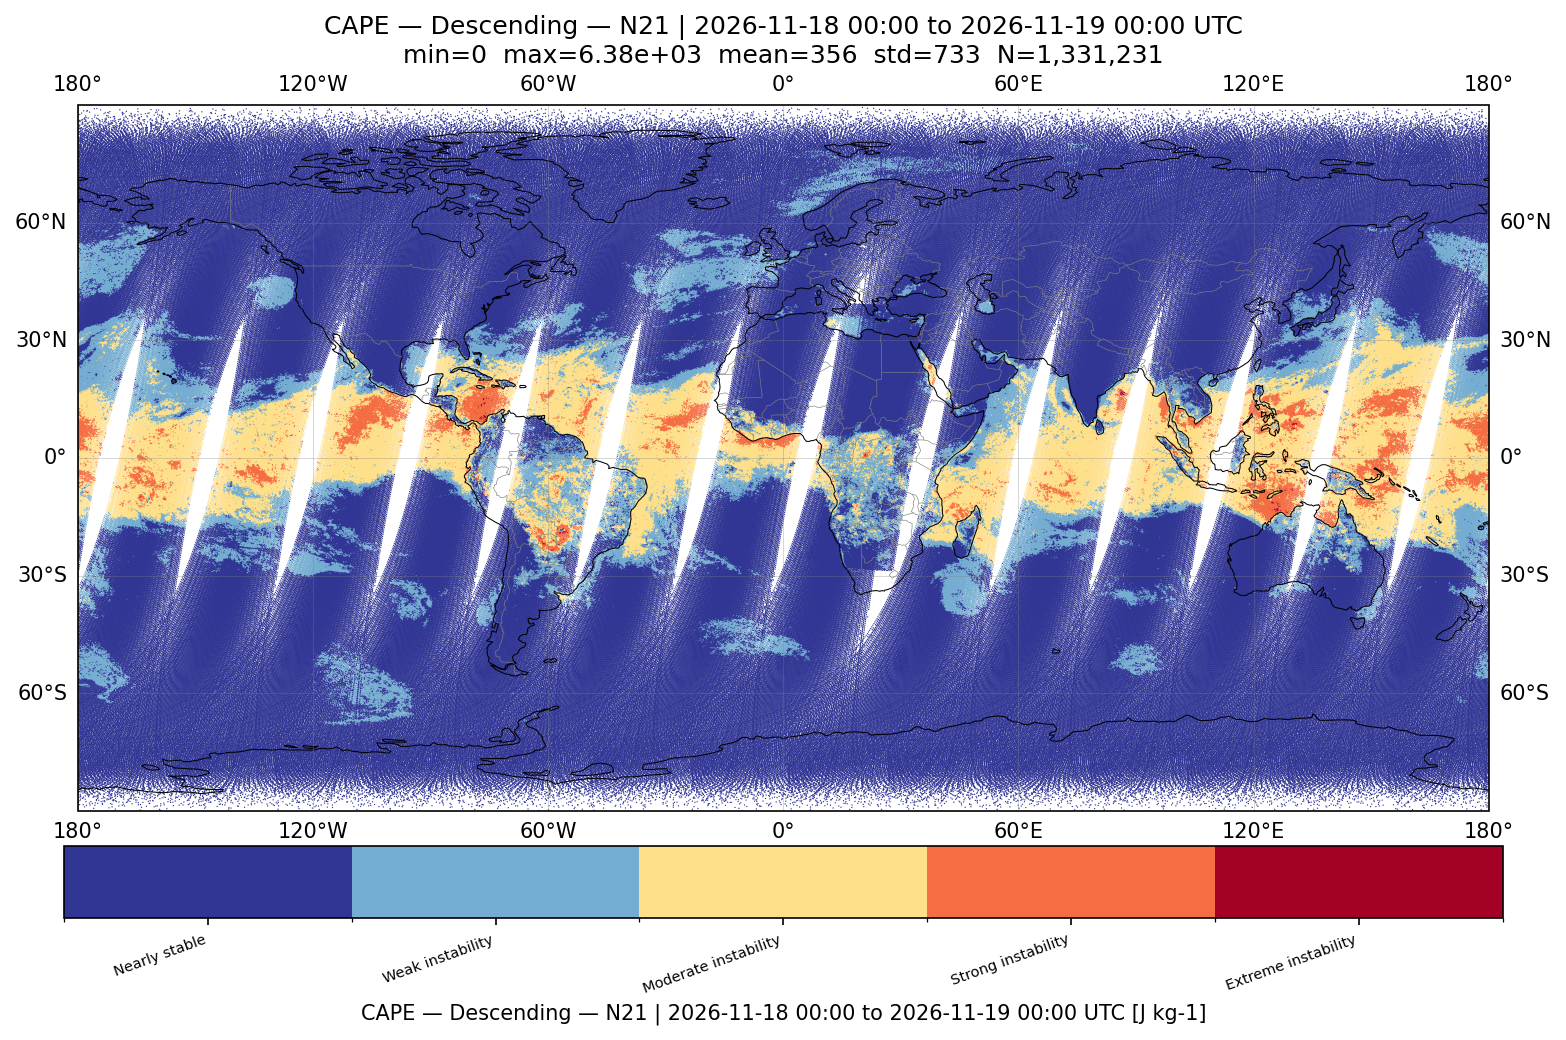 CAPE — Descending — N21 | 2026-11-18 00:00 to 2026-11-19 00:00 UTC
min=0  max=6.38e+03  mean=356  std=733  N=1,331,231
180° 120°W 60°W 0° 60°E 120°E 180°
60°N 60°N
30°N 30°N
0° 0°
30°S 30°S
60°S 60°S
180° 120°W 60°W 0° 60°E 120°E 180°
Nearly stable Weak instability Moderate instability Strong instability Extreme instability
CAPE — Descending — N21 | 2026-11-18 00:00 to 2026-11-19 00:00 UTC [J kg-1]